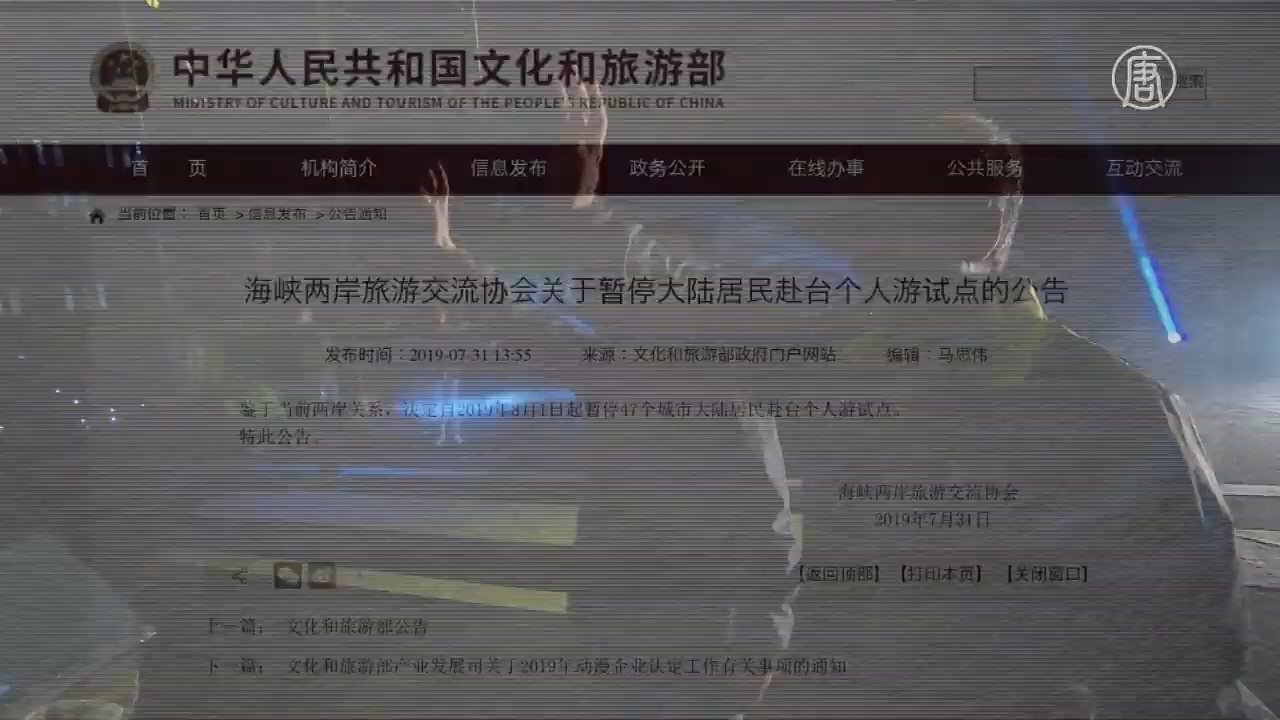 中华人民共和国文化和旅游部
MINISTRY OF CULTURE AND TOURISM OF THE PEOPLE'S REPUBLIC OF CHINA
唐
搜索
首 页 机构简介 信息发布 政务公开 在线办事 公共服务 互动交流
当前位置： 首页 > 信息发布 > 公告通知
海峡两岸旅游交流协会关于暂停大陆居民赴台个人游试点的公告
发布时间：2019-07-31 13:55 来源：文化和旅游部政府门户网站 编辑：马思伟
鉴于当前两岸关系，决定自2019年8月1日起暂停47个城市大陆居民赴台个人游试点。
特此公告。
海峡两岸旅游交流协会
2019年7月31日
【返回顶部】 【打印本页】 【关闭窗口】
上一篇： 文化和旅游部公告
下一篇： 文化和旅游部产业发展司关于2019年动漫企业认定工作有关事项的通知